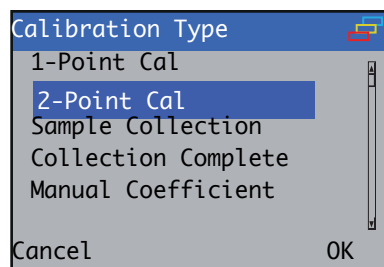 Calibration Type
1-Point Cal
2-Point Cal
Sample Collection
Collection Complete
Manual Coefficient
Cancel OK